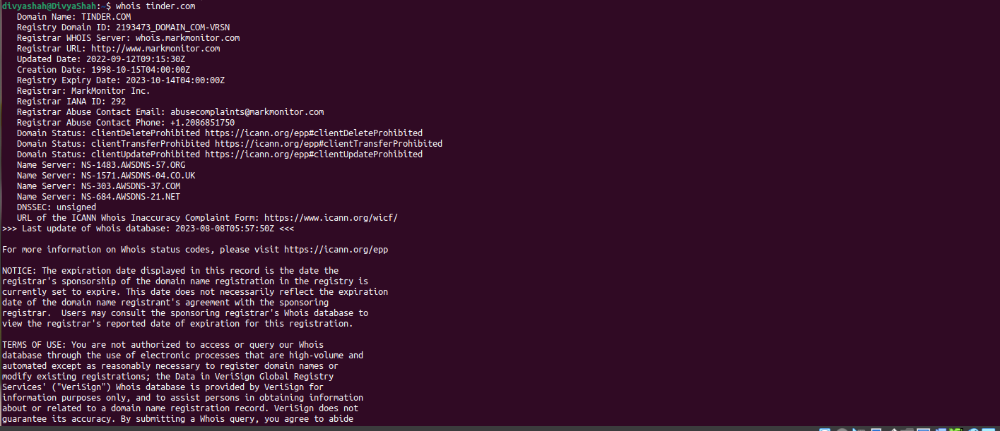 divyashah@DivyaShah:~$ whois tinder.com
   Domain Name: TINDER.COM
   Registry Domain ID: 2193473_DOMAIN_COM-VRSN
   Registrar WHOIS Server: whois.markmonitor.com
   Registrar URL: http://www.markmonitor.com
   Updated Date: 2022-09-12T09:15:30Z
   Creation Date: 1998-10-15T04:00:00Z
   Registry Expiry Date: 2023-10-14T04:00:00Z
   Registrar: MarkMonitor Inc.
   Registrar IANA ID: 292
   Registrar Abuse Contact Email: abusecomplaints@markmonitor.com
   Registrar Abuse Contact Phone: +1.2086851750
   Domain Status: clientDeleteProhibited https://icann.org/epp#clientDeleteProhibited
   Domain Status: clientTransferProhibited https://icann.org/epp#clientTransferProhibited
   Domain Status: clientUpdateProhibited https://icann.org/epp#clientUpdateProhibited
   Name Server: NS-1483.AWSDNS-57.ORG
   Name Server: NS-1571.AWSDNS-04.CO.UK
   Name Server: NS-303.AWSDNS-37.COM
   Name Server: NS-684.AWSDNS-21.NET
   DNSSEC: unsigned
   URL of the ICANN Whois Inaccuracy Complaint Form: https://www.icann.org/wicf/
>>> Last update of whois database: 2023-08-08T05:57:50Z <<<

For more information on Whois status codes, please visit https://icann.org/epp

NOTICE: The expiration date displayed in this record is the date the
registrar's sponsorship of the domain name registration in the registry is
currently set to expire. This date does not necessarily reflect the expiration
date of the domain name registrant's agreement with the sponsoring
registrar.  Users may consult the sponsoring registrar's Whois database to
view the registrar's reported date of expiration for this registration.

TERMS OF USE: You are not authorized to access or query our Whois
database through the use of electronic processes that are high-volume and
automated except as reasonably necessary to register domain names or
modify existing registrations; the Data in VeriSign Global Registry
Services' ("VeriSign") Whois database is provided by VeriSign for
information purposes only, and to assist persons in obtaining information
about or related to a domain name registration record. VeriSign does not
guarantee its accuracy. By submitting a Whois query, you agree to abide